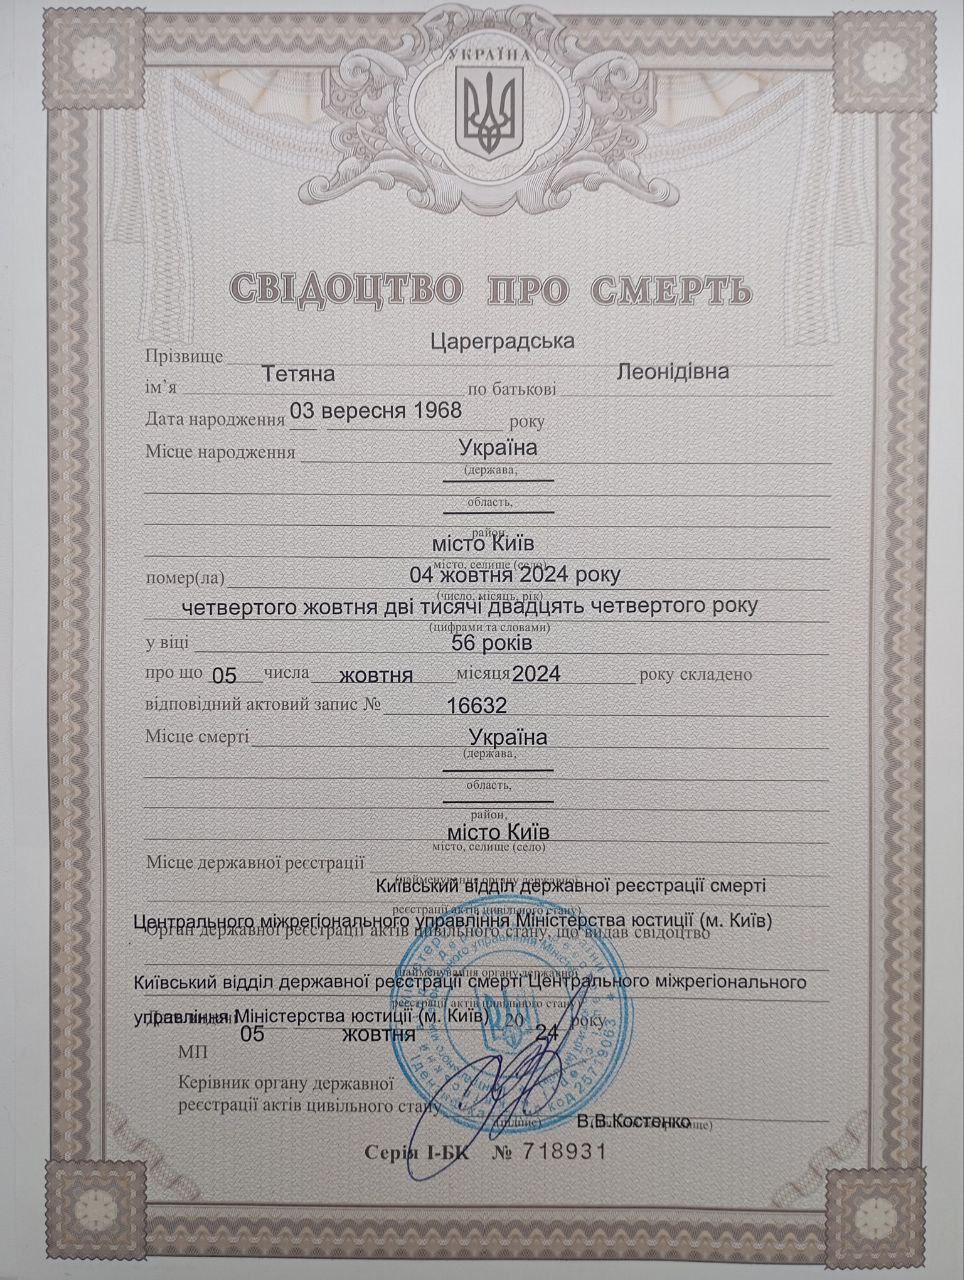 УКРАЇНА
СВІДОЦТВО ПРО СМЕРТЬ
Прізвище Цареградська
ім’я Тетяна по батькові Леонідівна
Дата народження 03 вересня 1968 року
Місце народження Україна
(держава,
область,
район,
місто Київ
місто, селище (село)
помер(ла) 04 жовтня 2024 року
(число, місяць, рік)
четвертого жовтня дві тисячі двадцять четвертого року
(цифрами та словами)
у віці 56 років
про що 05 числа жовтня місяця 2024 року складено
відповідний актовий запис № 16632
Місце смерті Україна
(держава,
область,
район,
місто Київ
місто, селище (село)
Місце державної реєстрації
(найменування органу державної
Київський відділ державної реєстрації смерті
реєстрації актів цивільного стану)
Центрального міжрегіонального управління Міністерства юстиції (м. Київ)
Орган державної реєстрації актів цивільного стану, що видав свідоцтво
(найменування органу державної
Київський відділ державної реєстрації смерті Центрального міжрегіонального
реєстрації актів цивільного стану)
управління Міністерства юстиції (м. Київ) 20 року
05 жовтня 24
МП
Керівник органу державної
реєстрації актів цивільного стану
(підпис)
В.В.Костенко
Серія І-БК № 718931
код 25719063